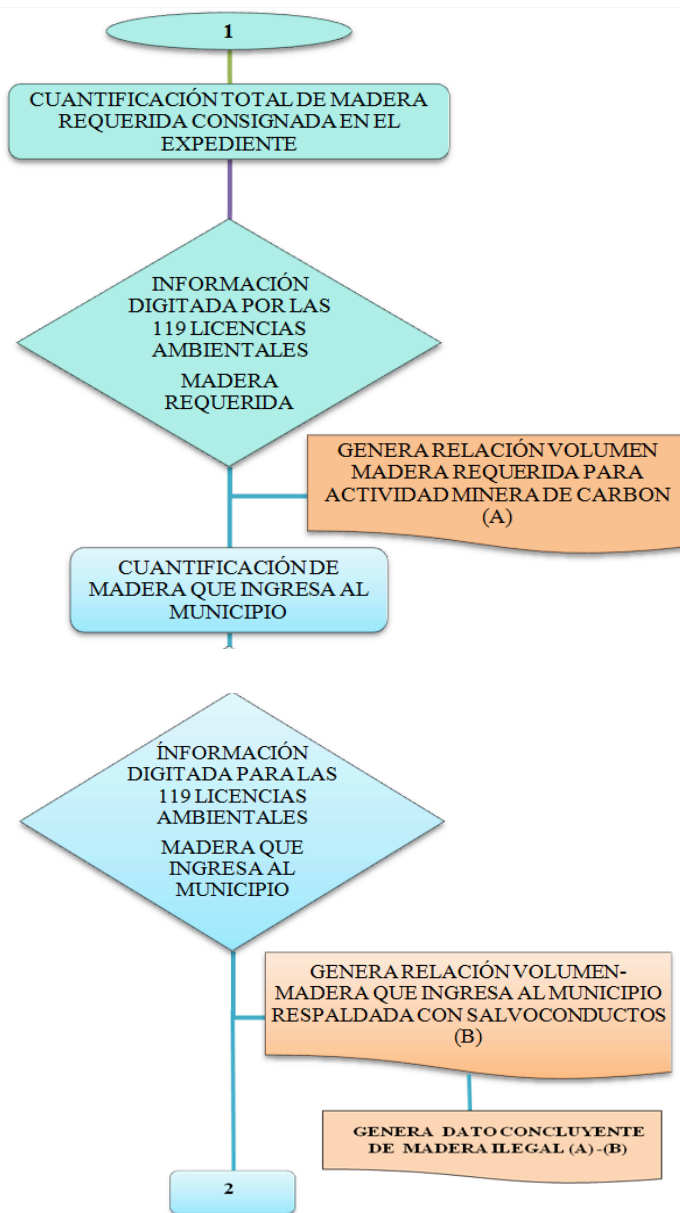 1
CUANTIFICACIÓN TOTAL DE MADERA
REQUERIDA CONSIGNADA EN EL
EXPEDIENTE
INFORMACIÓN
DIGITADA POR LAS
119 LICENCIAS
AMBIENTALES
MADERA
REQUERIDA
GENERA RELACIÓN VOLUMEN
MADERA REQUERIDA PARA
ACTIVIDAD MINERA DE CARBON
(A)
CUANTIFICACIÓN DE
MADERA QUE INGRESA AL
MUNICIPIO
ÍNFORMACIÓN
DIGITADA PARA LAS
119 LICENCIAS
AMBIENTALES
MADERA QUE
INGRESA AL
MUNICIPIO
GENERA RELACIÓN VOLUMEN-
MADERA QUE INGRESA AL MUNICIPIO
RESPALDADA CON SALVOCONDUCTOS
(B)
GENERA DATO CONCLUYENTE
DE MADERA ILEGAL (A) -(B)
2